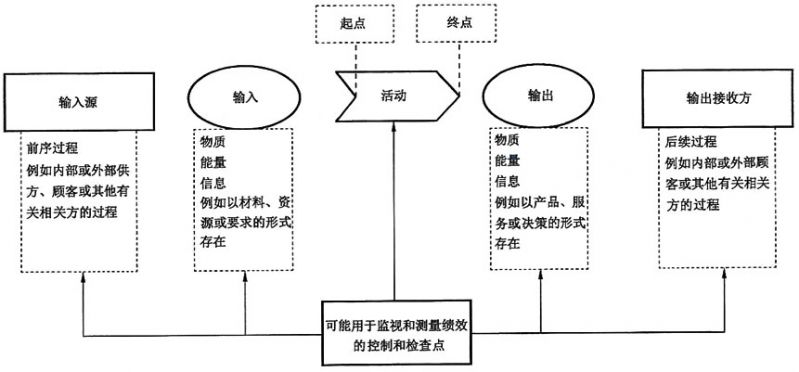 起点
终点
输入源
输入
活动
输出
输出接收方
前序过程
例如内部或外部供
方、顾客或其他有
关相关方的过程
物质
能量
信息
例如以材料、资
源或要求的形式
存在
物质
能量
信息
例如以产品、服
务或决策的形式
存在
后续过程
例如内部或外部顾
客或其他有关相关
方的过程
可能用于监视和测量绩效
的控制和检查点